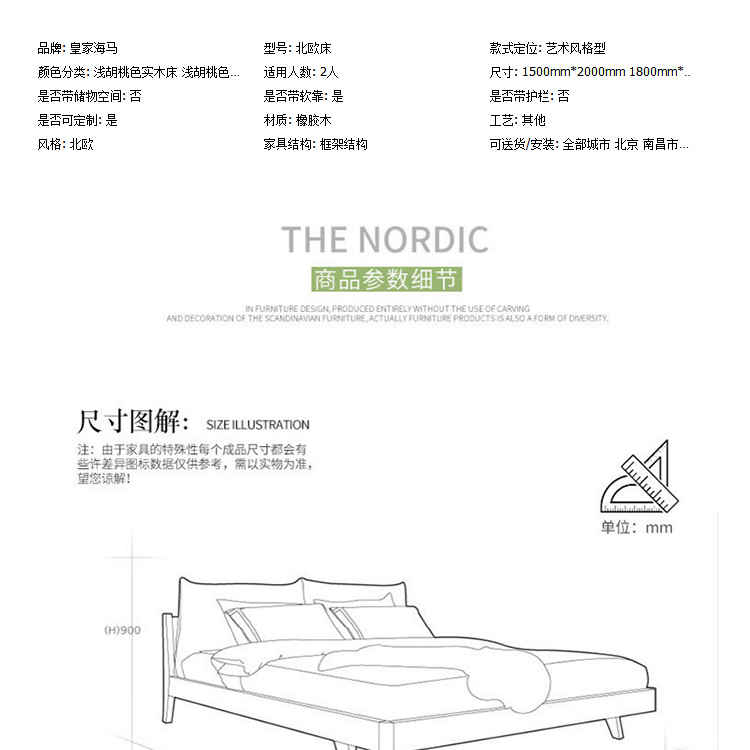 品牌: 皇家海马 型号: 北欧床 款式定位: 艺术风格型
颜色分类: 浅胡桃色实木床 浅胡桃色... 适用人数: 2人 尺寸: 1500mm*2000mm 1800mm*..
是否带储物空间: 否 是否带软靠: 是 是否带护栏: 否
是否可定制: 是 材质: 橡胶木 工艺: 其他
风格: 北欧 家具结构: 框架结构 可送货/安装: 全部城市 北京 南昌市...
THE NORDIC
商品参数细节
IN FURNITURE DESIGN, PRODUCED ENTIRELY WITHOUT THE USE OF CARVING
AND DECORATION OF THE SCANDINAVIAN FURNITURE, ACTUALLY FURNITURE PRODUCTS IS ALSO A FORM OF DIVERSITY.
尺寸图解： SIZE ILLUSTRATION
注：由于家具的特殊性每个成品尺寸都会有
些许差异图标数据仅供参考，需以实物为准，
望您谅解！
单位：mm
(H)900